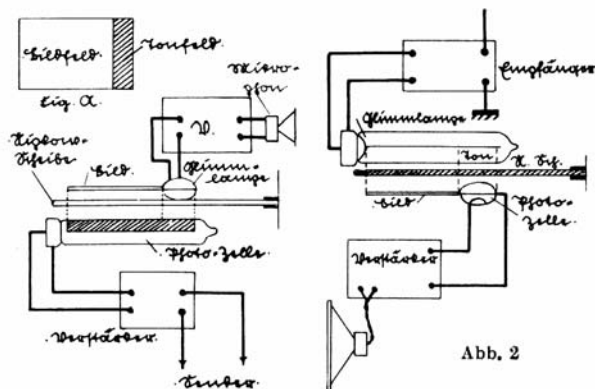 Bildfeld
Tonfeld
Fig. a
Mikro-
phon
V.
Nipkow-
Scheibe
Bild
Glimm-
lampe
Photo-Zelle
Verstärker
Sender
Empfänger
Glimmlampe
Ton
N. Sch.
Bild
Photo-
Zelle
Verstärker
Abb. 2